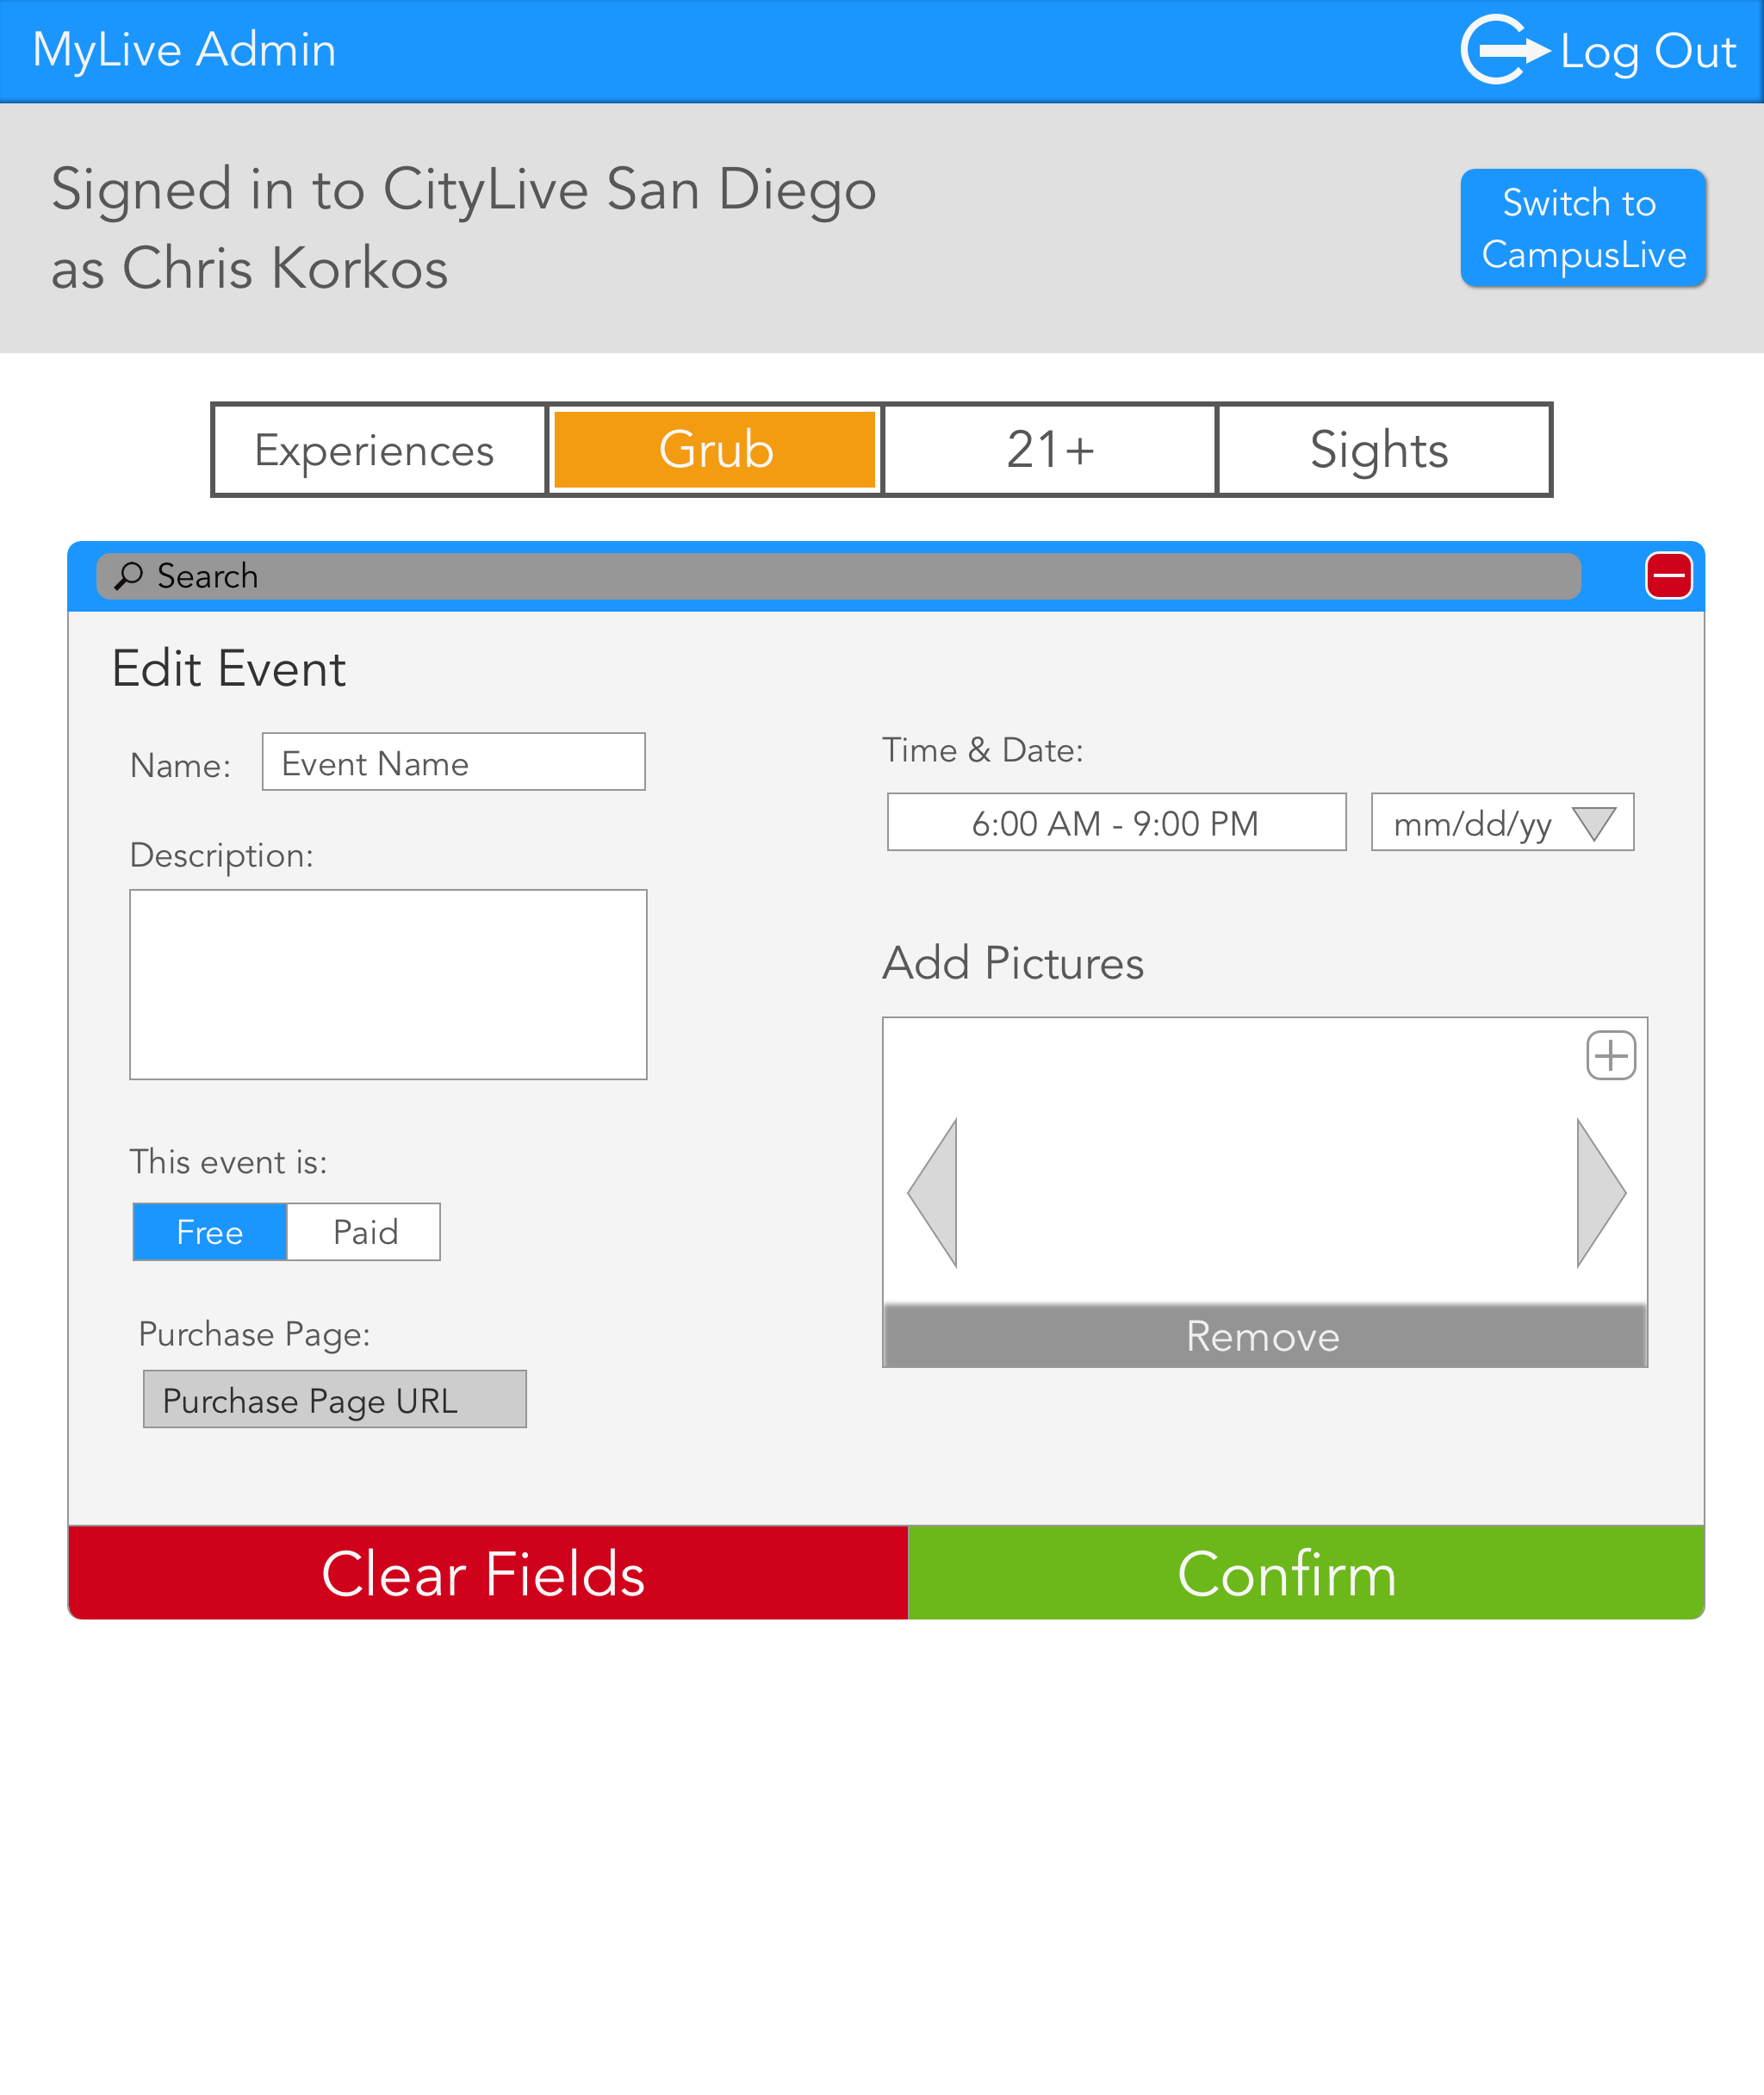 MyLive Admin
Log Out
Signed in to CityLive San Diego
as Chris Korkos
Switch to
CampusLive
Experiences
Grub
21+
Sights
Search
Edit Event
Name:
Event Name
Description:
This event is:
Free
Paid
Purchase Page:
Purchase Page URL
Time & Date:
6:00 AM - 9:00 PM
mm/dd/yy
Add Pictures
Remove
Clear Fields
Confirm